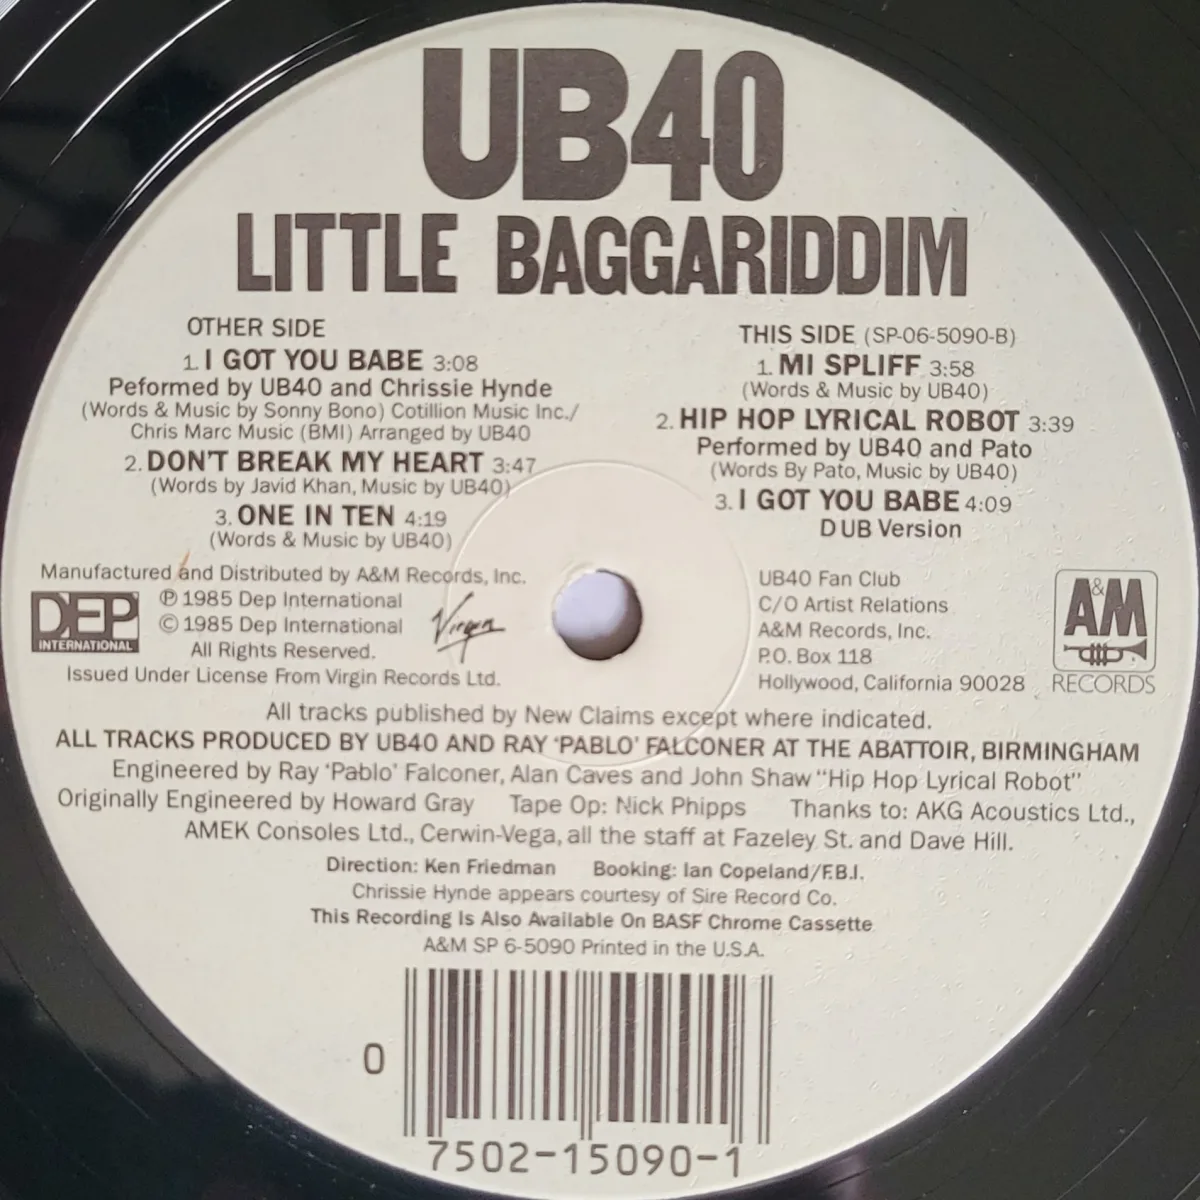 UB40
LITTLE BAGGARIDDIM
OTHER SIDE
1. I GOT YOU BABE 3:08
Peformed by UB40 and Chrissie Hynde
(Words & Music by Sonny Bono) Cotillion Music Inc./
Chris Marc Music (BMI) Arranged by UB40
2. DON'T BREAK MY HEART 3:47
(Words by Javid Khan, Music by UB40)
3. ONE IN TEN 4:19
(Words & Music by UB40)
THIS SIDE (SP-06-5090-B)
1. MI SPLIFF 3:58
(Words & Music by UB40)
2. HIP HOP LYRICAL ROBOT 3:39
Performed by UB40 and Pato
(Words By Pato, Music by UB40)
3. I GOT YOU BABE 4:09
DUB Version
Manufactured and Distributed by A&M Records, Inc.
DEP
INTERNATIONAL
℗ 1985 Dep International
© 1985 Dep International
All Rights Reserved.
Virgin
Issued Under License From Virgin Records Ltd.
UB40 Fan Club
C/O Artist Relations
A&M Records, Inc.
P.O. Box 118
Hollywood, California 90028
A&M
RECORDS
All tracks published by New Claims except where indicated.
ALL TRACKS PRODUCED BY UB40 AND RAY 'PABLO' FALCONER AT THE ABATTOIR, BIRMINGHAM
Engineered by Ray 'Pablo' Falconer, Alan Caves and John Shaw "Hip Hop Lyrical Robot"
Originally Engineered by Howard Gray Tape Op: Nick Phipps Thanks to: AKG Acoustics Ltd.,
AMEK Consoles Ltd., Cerwin-Vega, all the staff at Fazeley St. and Dave Hill.
Direction: Ken Friedman Booking: Ian Copeland/F.B.I.
Chrissie Hynde appears courtesy of Sire Record Co.
This Recording Is Also Available On BASF Chrome Cassette
A&M SP 6-5090 Printed in the U.S.A.
0
7502-15090-1